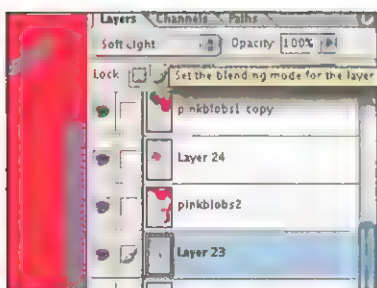 Layers Channels Paths
Soft Light Opacity: 100%
Lock Set the blending mode for the layer
pinkblobs1 copy
Layer 24
pinkblobs2
Layer 23